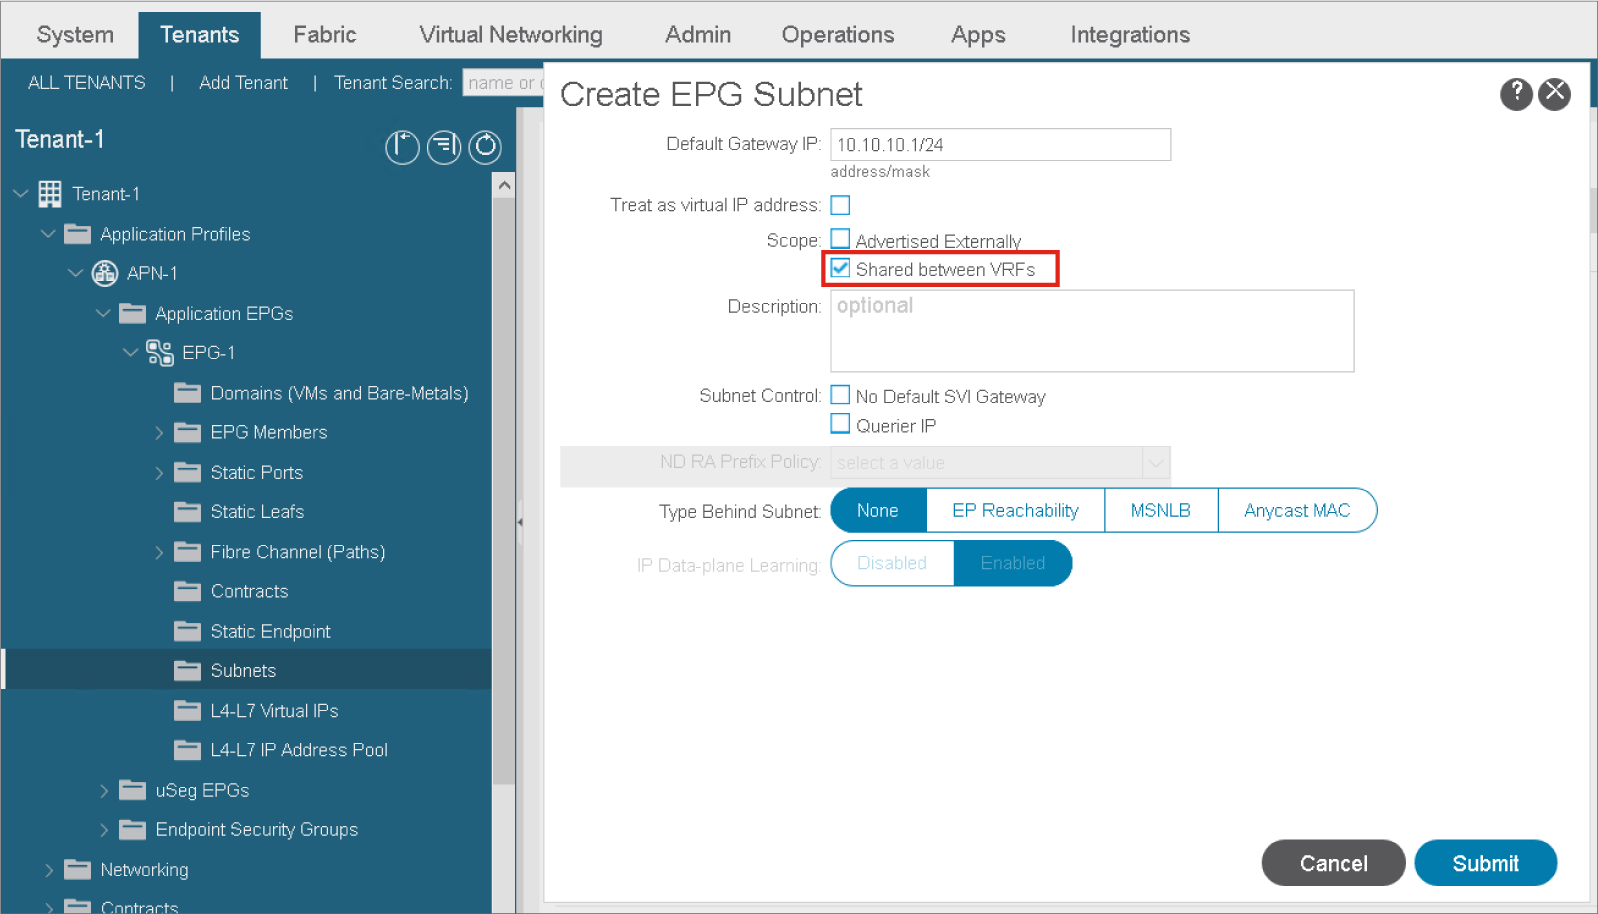 System Tenants Fabric Virtual Networking Admin Operations Apps Integrations
ALL TENANTS | Add Tenant | Tenant Search: name or
Tenant-1
Tenant-1
Application Profiles
APN-1
Application EPGs
EPG-1
Domains (VMs and Bare-Metals)
EPG Members
Static Ports
Static Leafs
Fibre Channel (Paths)
Contracts
Static Endpoint
Subnets
L4-L7 Virtual IPs
L4-L7 IP Address Pool
uSeg EPGs
Endpoint Security Groups
Networking
Contracts
Create EPG Subnet
?
Default Gateway IP: 10.10.10.1/24
address/mask
Treat as virtual IP address:
Scope: Advertised Externally
Shared between VRFs
Description: optional
Subnet Control: No Default SVI Gateway
Querier IP
ND RA Prefix Policy: select a value
Type Behind Subnet: None EP Reachability MSNLB Anycast MAC
IP Data-plane Learning: Disabled Enabled
Cancel Submit